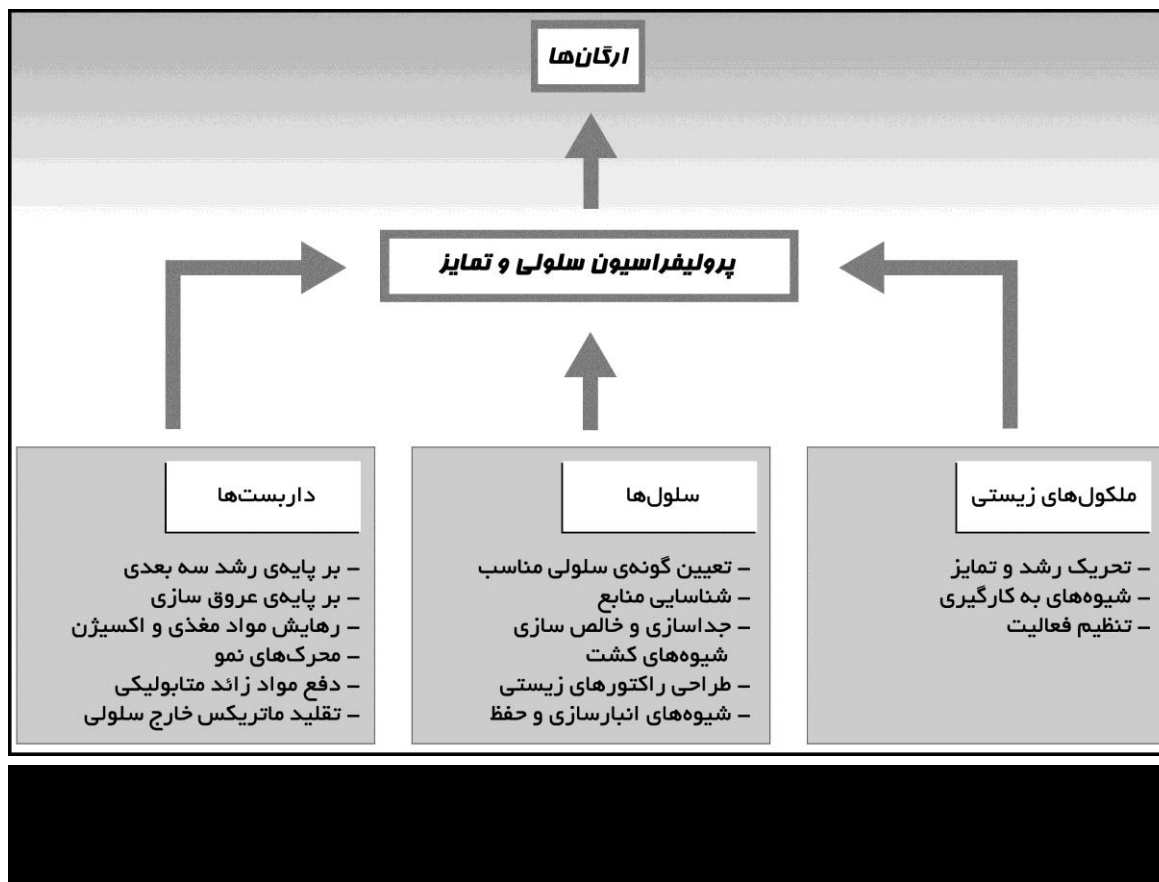 ارگان‌ها
پرولیفراسیون سلولی و تمایز
ملکول‌های زیستی
– تحریک رشد و تمایز
– شیوه‌های به کارگیری
– تنظیم فعالیت
سلول‌ها
– تعیین گونه‌ی سلولی مناسب
– شناسایی منابع
– جداسازی و خالص سازی
شیوه‌های کشت
– طراحی راکتورهای زیستی
– شیوه‌های انبارسازی و حفظ
داربست‌ها
– بر پایه‌ی رشد سه بعدی
– بر پایه‌ی عروق سازی
– رهایش مواد مغذی و اکسیژن
– محرک‌های نمو
– دفع مواد زائد متابولیکی
– تقلید ماتریکس خارج سلولی